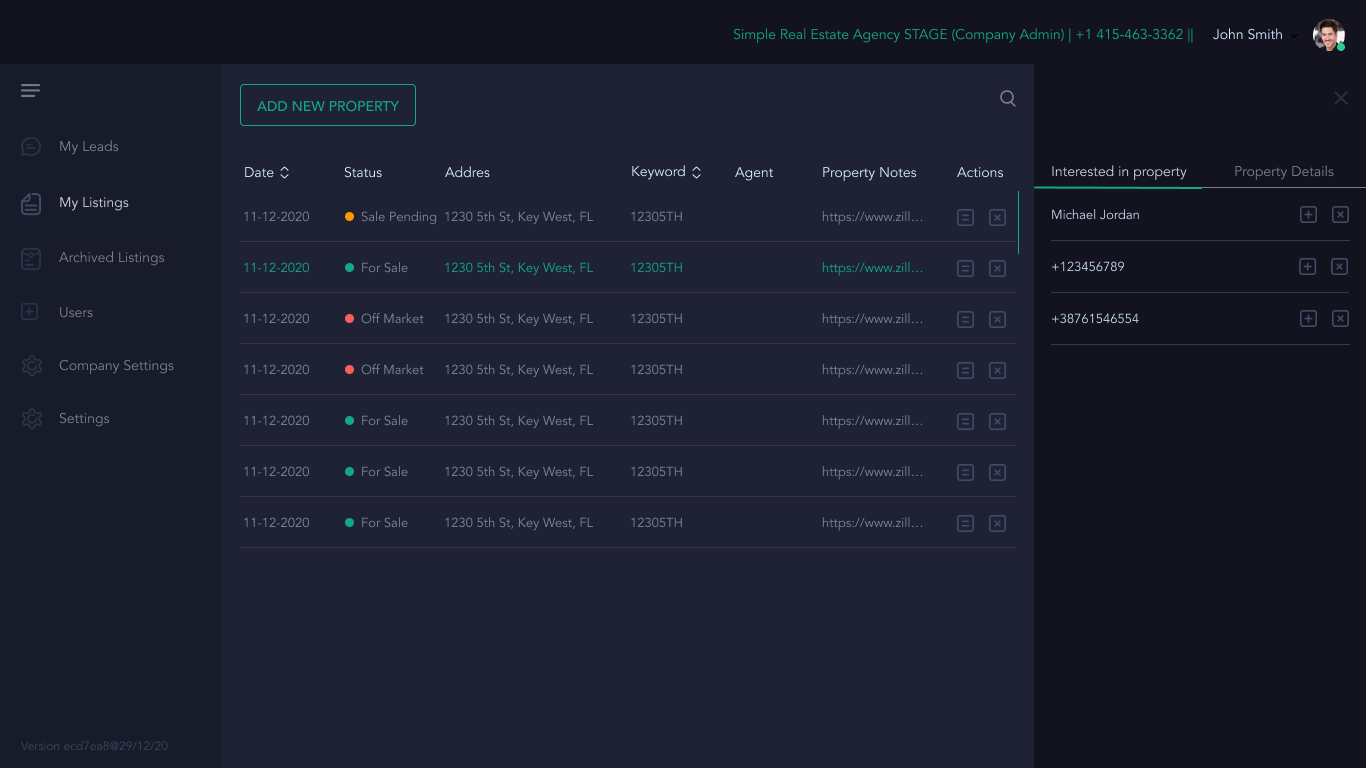 Simple Real Estate Agency STAGE (Company Admin) | +1 415-463-3362 || John Smith
ADD NEW PROPERTY
My Leads
My Listings
Archived Listings
Users
Company Settings
Settings
Version ecd7ea8@29/12/20
Date Status Addres Keyword Agent Property Notes Actions
11-12-2020 Sale Pending 1230 5th St, Key West, FL 12305TH https://www.zill...
11-12-2020 For Sale 1230 5th St, Key West, FL 12305TH https://www.zill...
11-12-2020 Off Market 1230 5th St, Key West, FL 12305TH https://www.zill...
11-12-2020 Off Market 1230 5th St, Key West, FL 12305TH https://www.zill...
11-12-2020 For Sale 1230 5th St, Key West, FL 12305TH https://www.zill...
11-12-2020 For Sale 1230 5th St, Key West, FL 12305TH https://www.zill...
11-12-2020 For Sale 1230 5th St, Key West, FL 12305TH https://www.zill...
Interested in property Property Details
Michael Jordan
+123456789
+38761546554